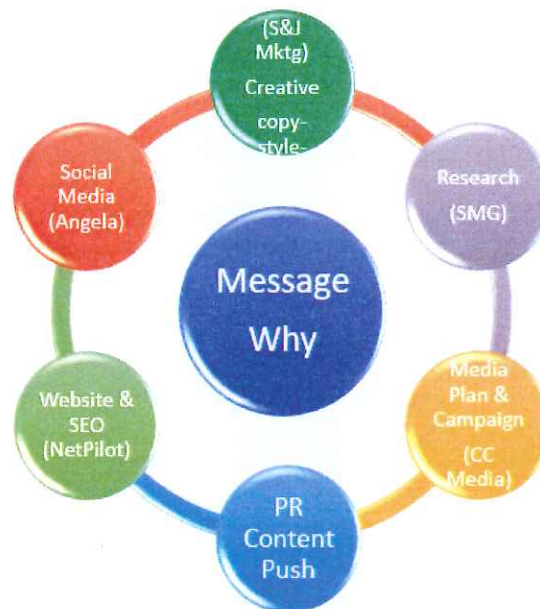 (S&J
Mktg)
Creative
copy-
style-
Research
(SMG)
Media
Plan &
Campaign
(CC
Media)
PR
Content
Push
Website &
SEO
(NetPilot)
Social
Media
(Angela)
Message
Why